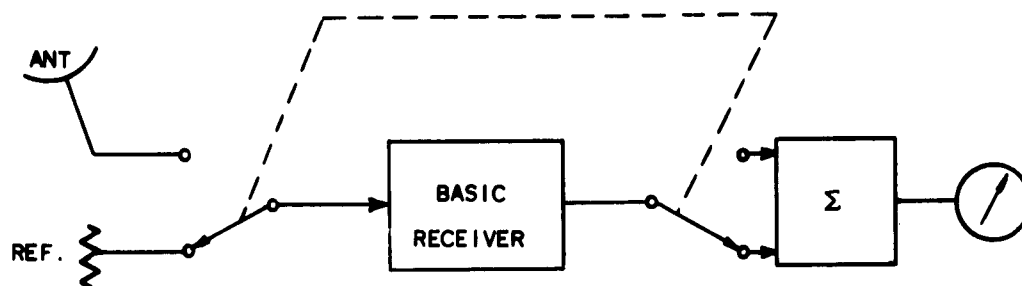 ANT
REF.
BASIC
RECEIVER
Σ